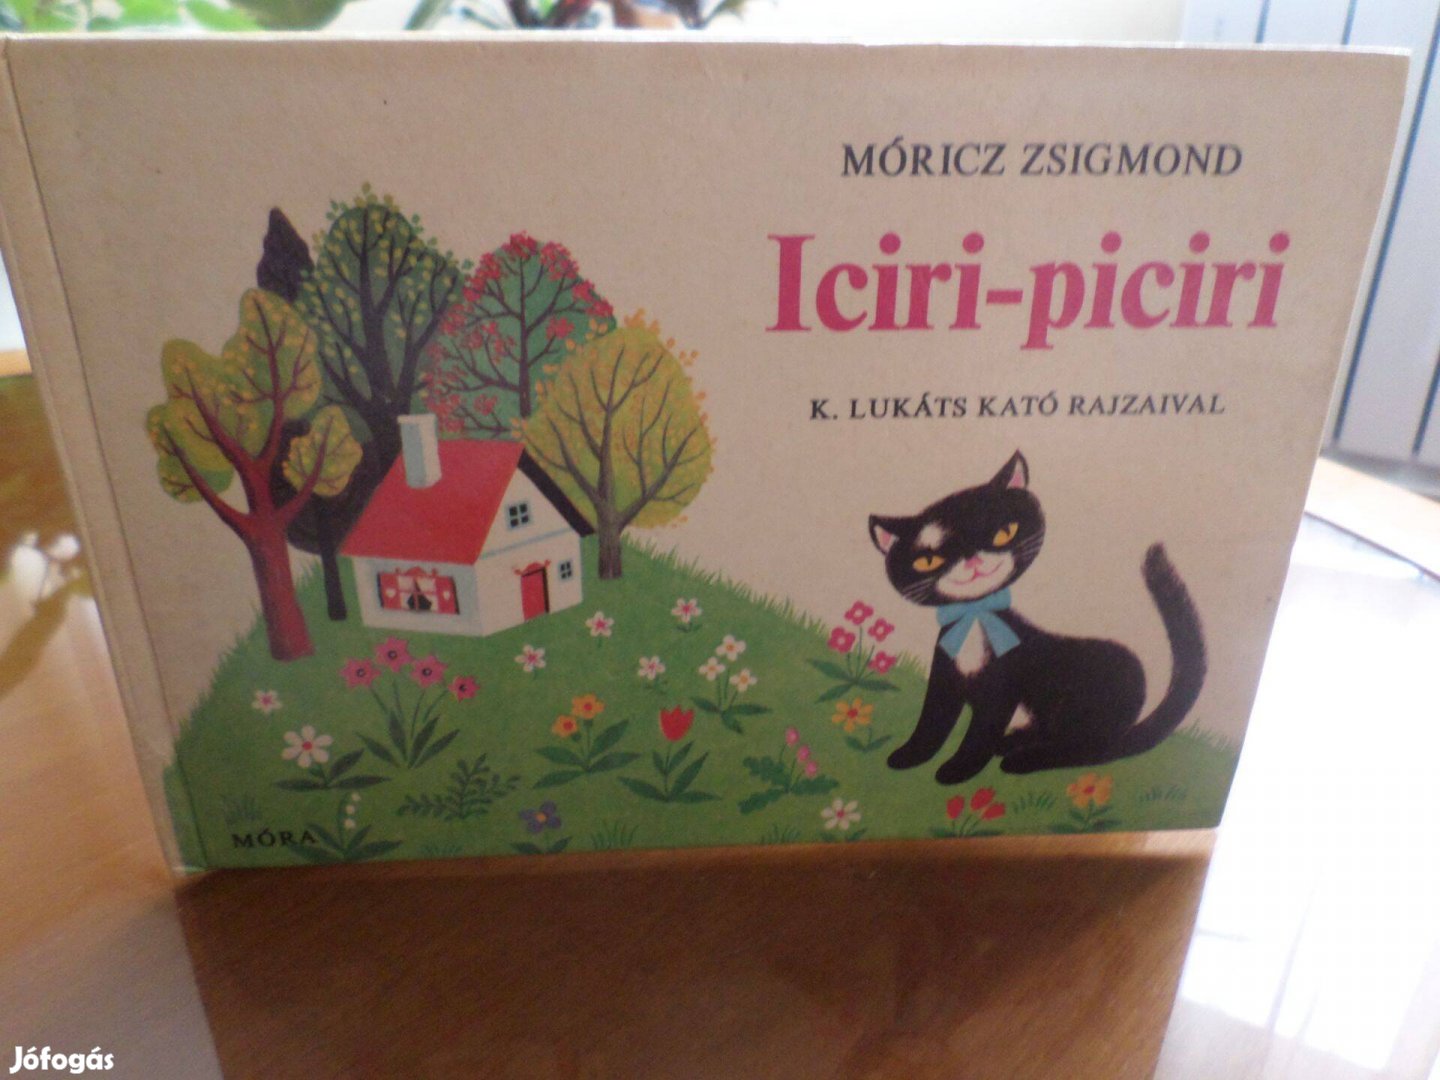 MÓRICZ ZSIGMOND
Iciri-piciri
K. LUKÁTS KATÓ RAJZAIVAL
MÓRA
Jófogás